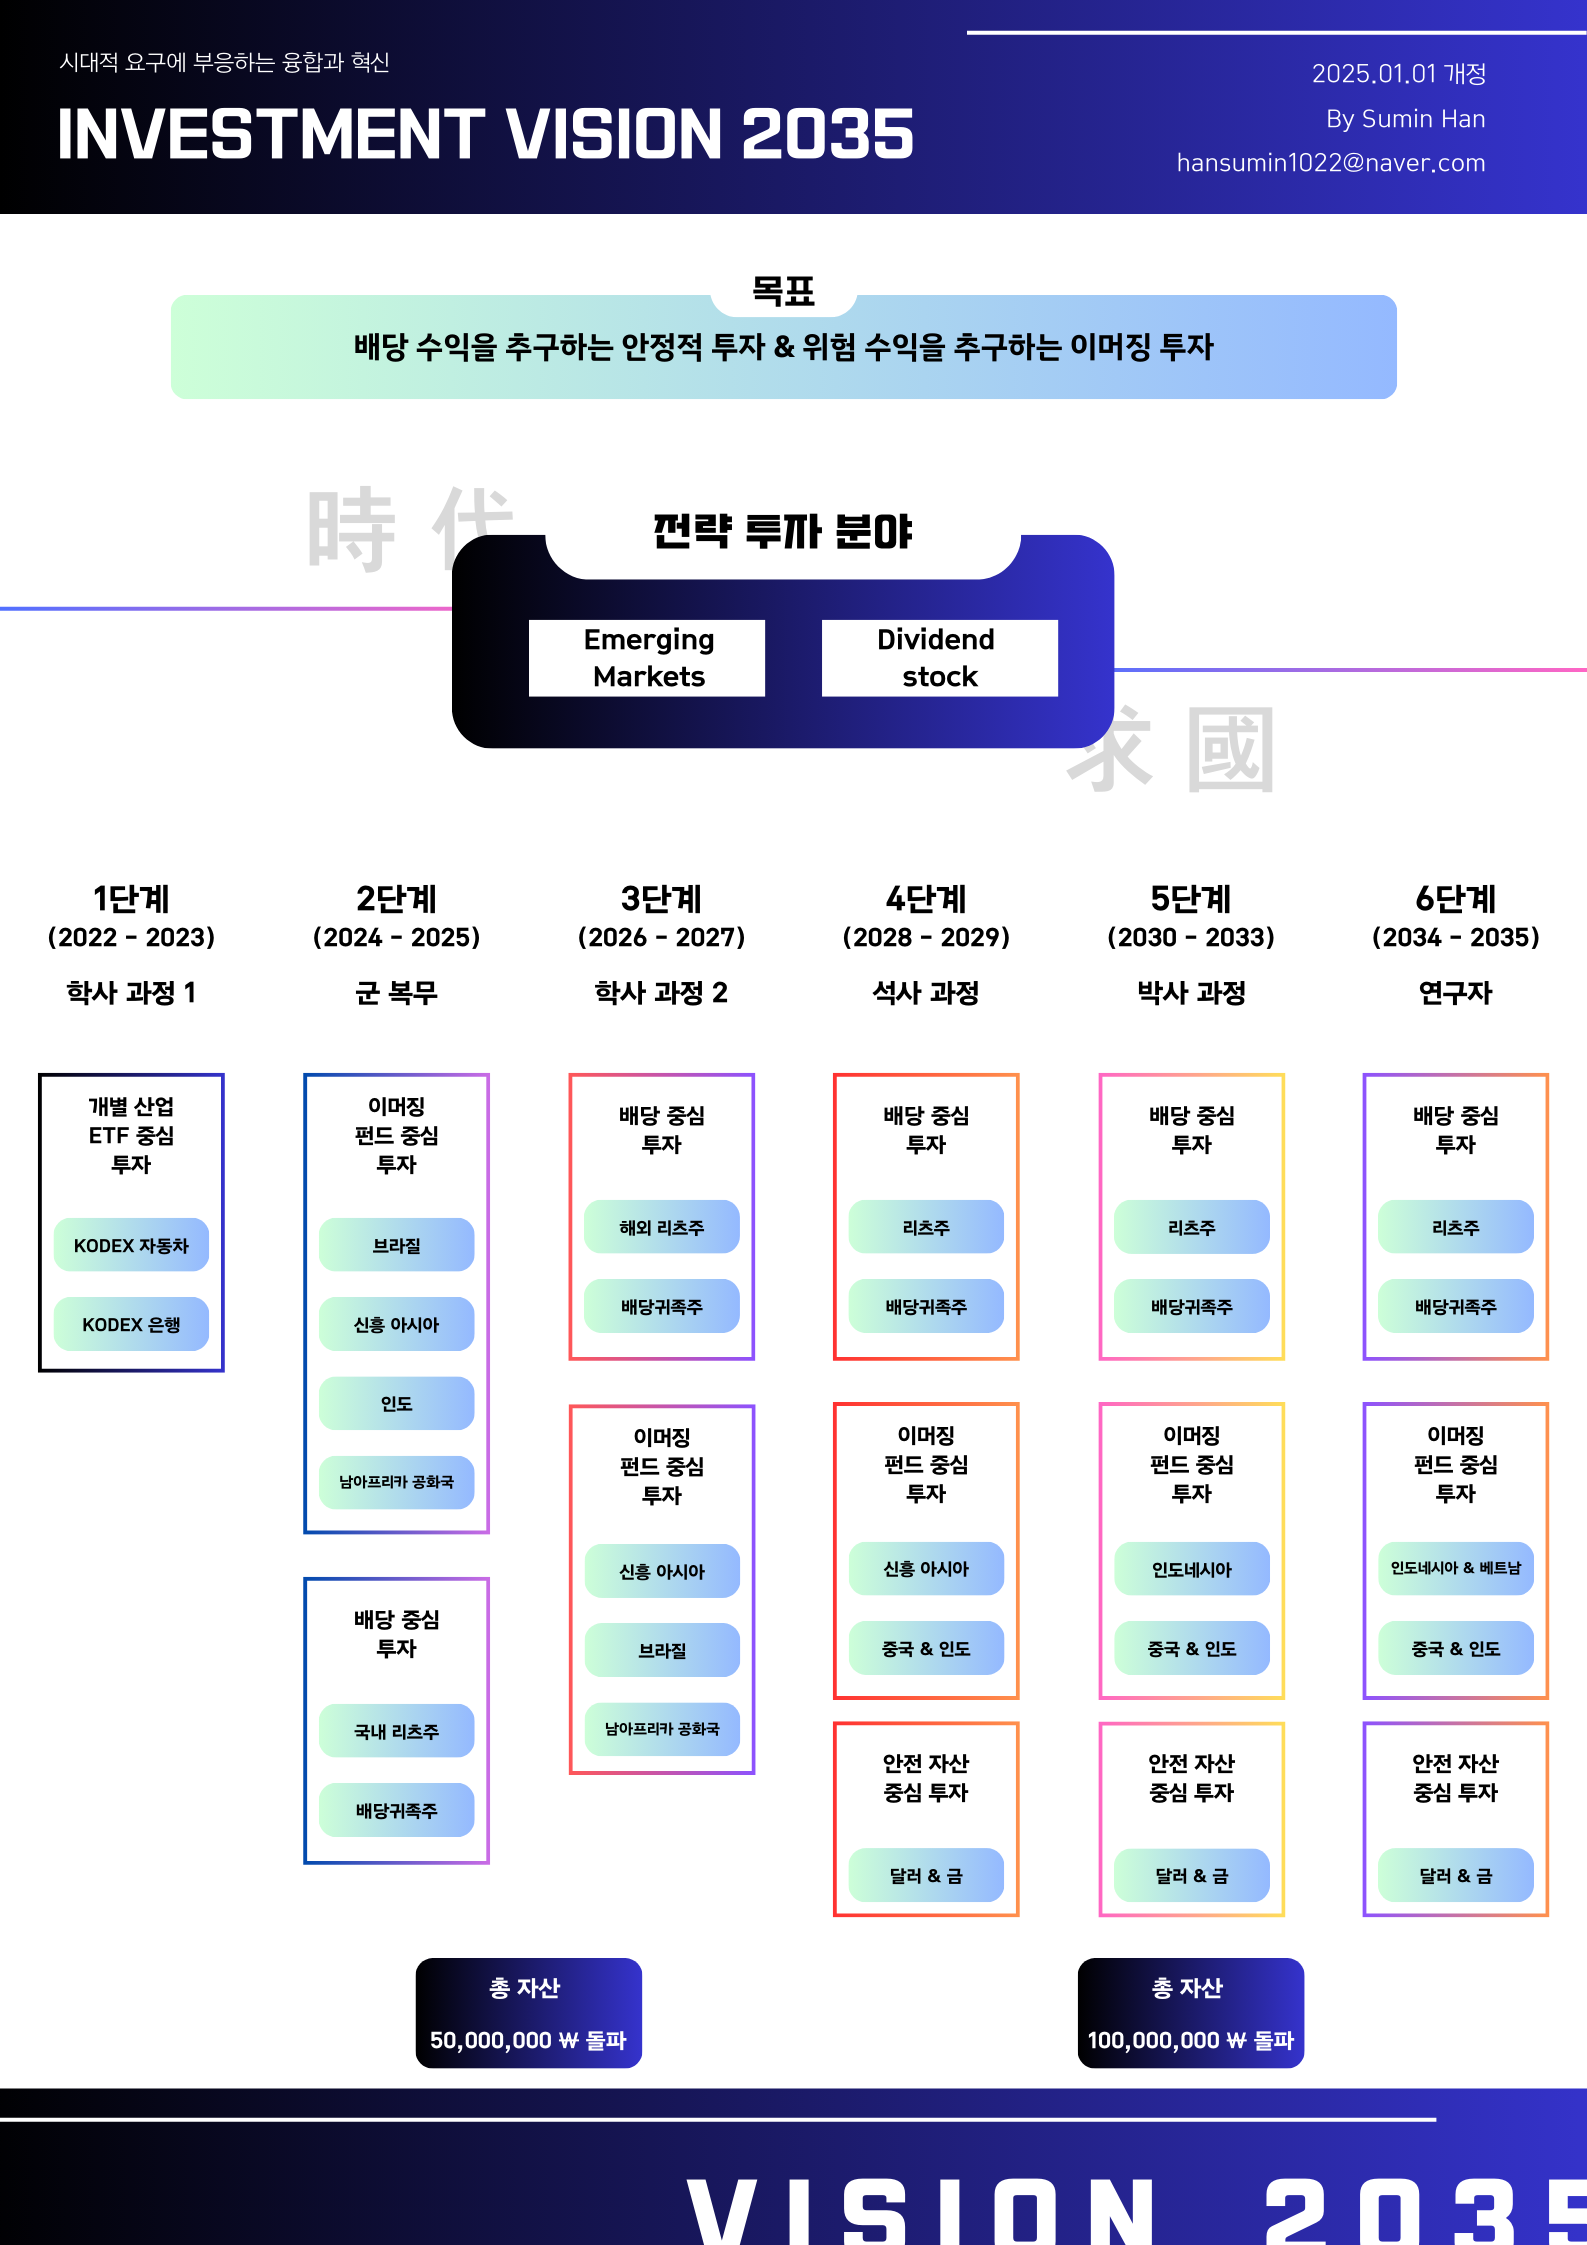 시대적 요구에 부응하는 융합과 혁신
INVESTMENT VISION 2035
2025.01.01 개정
By Sumin Han
hansumin1022@naver.com
목표
배당 수익을 추구하는 안정적 투자 & 위험 수익을 추구하는 이머징 투자
時代
전략 투자 분야
Emerging
Markets
Dividend
stock
求國
1단계
(2022 - 2023)
학사 과정 1
개별 산업
ETF 중심
투자
KODEX 자동차
KODEX 은행
2단계
(2024 - 2025)
군 복무
이머징
펀드 중심
투자
브라질
신흥 아시아
인도
남아프리카 공화국
배당 중심
투자
국내 리츠주
배당귀족주
3단계
(2026 - 2027)
학사 과정 2
배당 중심
투자
해외 리츠주
배당귀족주
이머징
펀드 중심
투자
신흥 아시아
브라질
남아프리카 공화국
4단계
(2028 - 2029)
석사 과정
배당 중심
투자
리츠주
배당귀족주
이머징
펀드 중심
투자
신흥 아시아
중국 & 인도
안전 자산
중심 투자
달러 & 금
5단계
(2030 - 2033)
박사 과정
배당 중심
투자
리츠주
배당귀족주
이머징
펀드 중심
투자
인도네시아
중국 & 인도
안전 자산
중심 투자
달러 & 금
6단계
(2034 - 2035)
연구자
배당 중심
투자
리츠주
배당귀족주
이머징
펀드 중심
투자
인도네시아 & 베트남
중국 & 인도
안전 자산
중심 투자
달러 & 금
총 자산
50,000,000 ₩ 돌파
총 자산
100,000,000 ₩ 돌파
VISION 2035